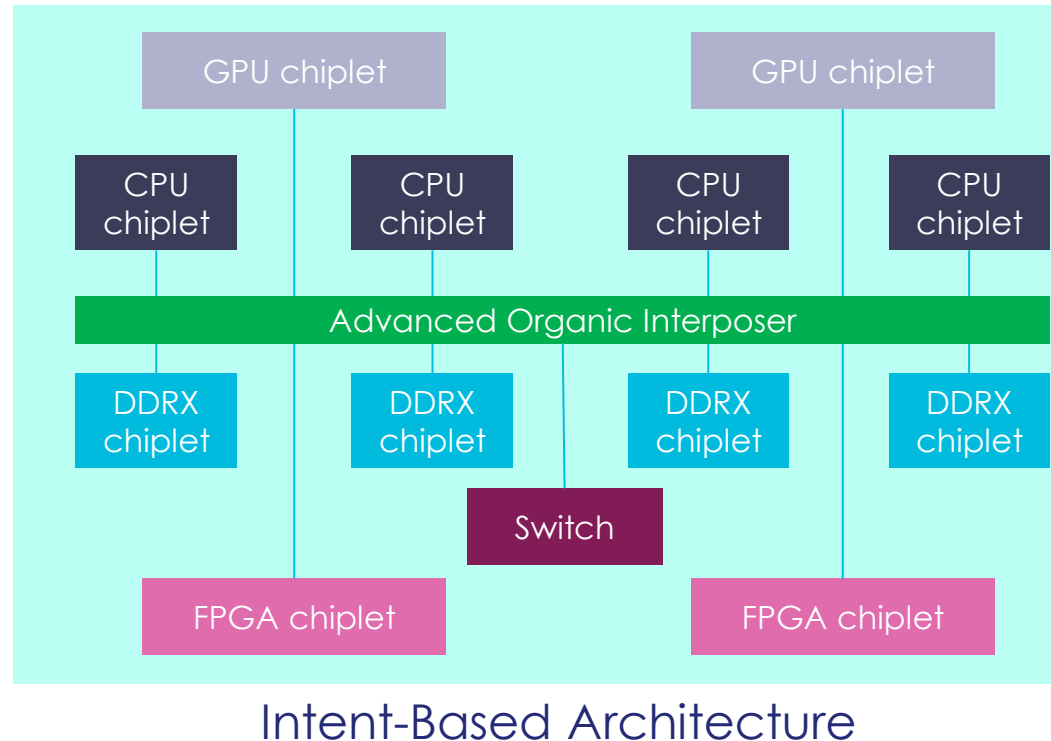 GPU chiplet
GPU chiplet
CPU
chiplet
CPU
chiplet
CPU
chiplet
CPU
chiplet
Advanced Organic Interposer
DDRX
chiplet
DDRX
chiplet
DDRX
chiplet
DDRX
chiplet
Switch
FPGA chiplet
FPGA chiplet
Intent-Based Architecture